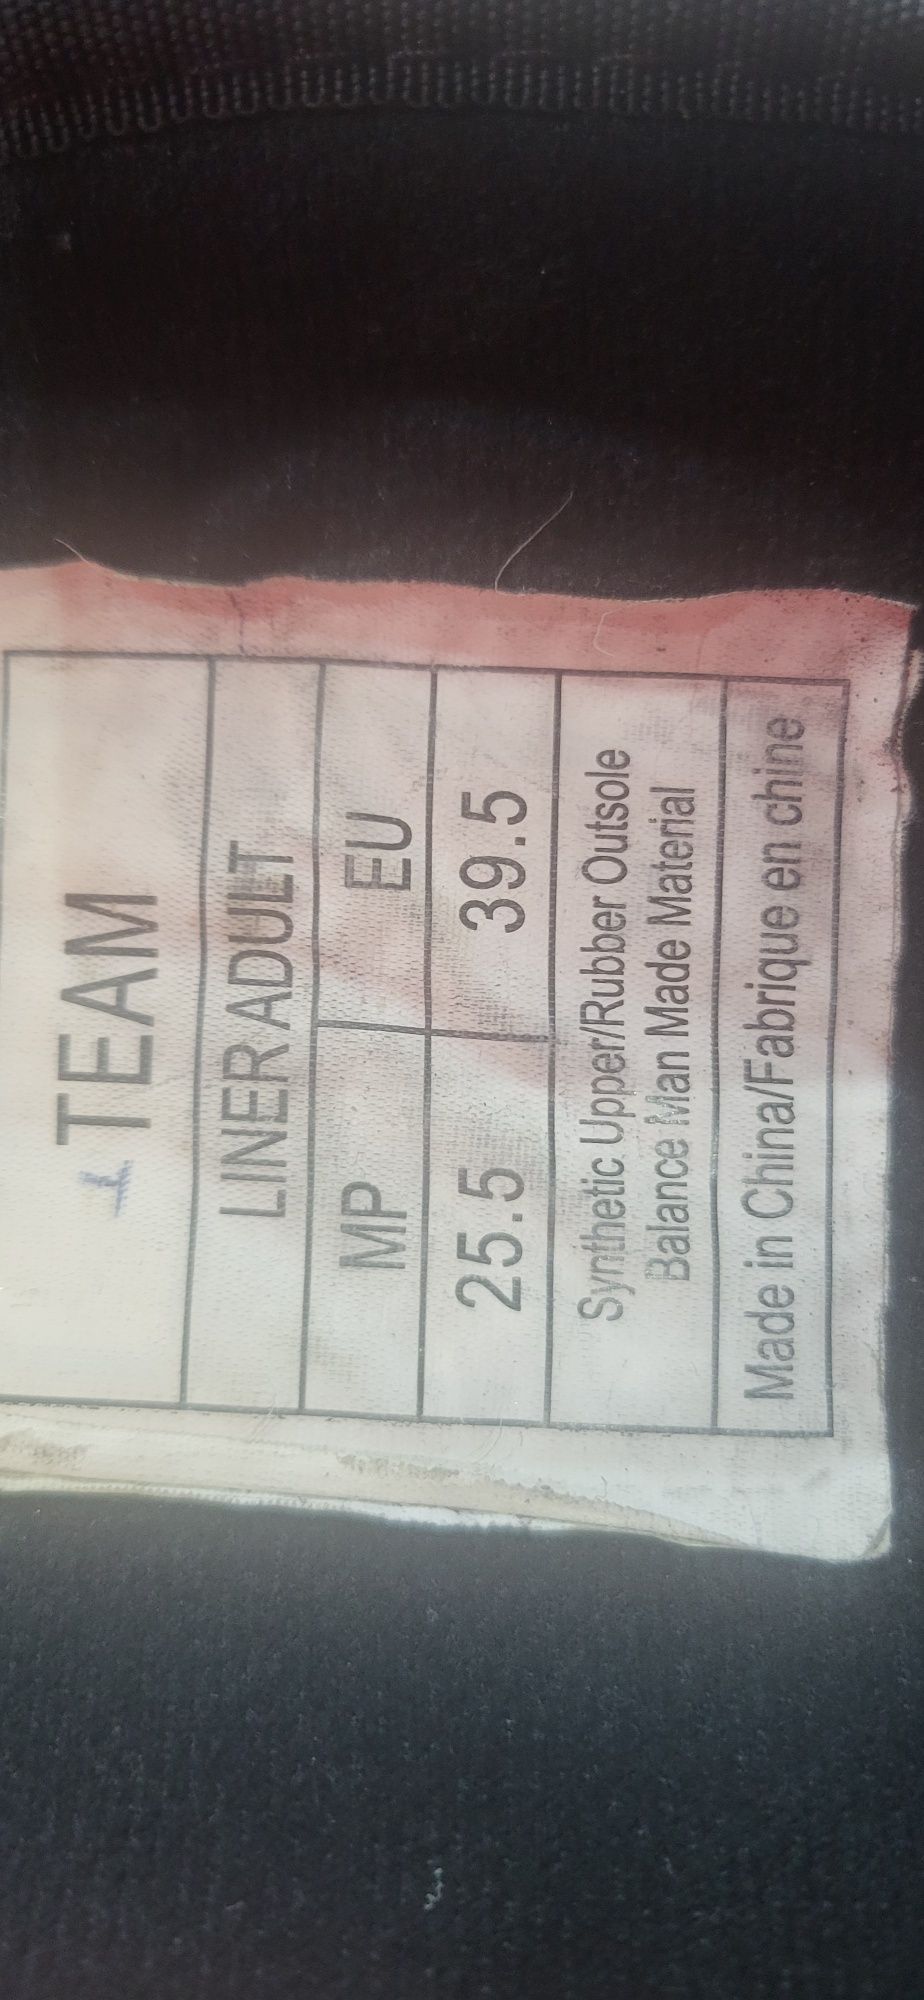 TEAM
LINER ADULT
MP EU
25.5 39.5
Synthetic Upper/Rubber Outsole
Balance Man Made Material
Made in China/Fabrique en chine